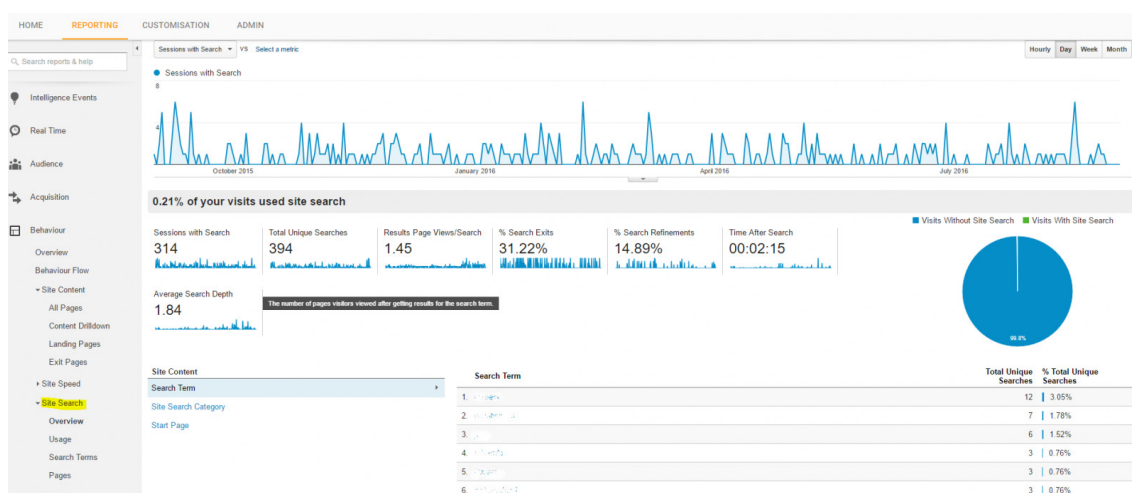 HOME REPORTING CUSTOMISATION ADMIN
Search reports & help
Intelligence Events
Real Time
Audience
Acquisition
Behaviour
Overview
Behaviour Flow
Site Content
All Pages
Content Drilldown
Landing Pages
Exit Pages
Site Speed
Site Search
Overview
Usage
Search Terms
Pages
Sessions with Search VS Select a metric
Hourly Day Week Month
Sessions with Search
8
4
October 2015 January 2016 April 2016 July 2016
0.21% of your visits used site search
Visits Without Site Search Visits With Site Search
Sessions with Search Total Unique Searches Results Page Views/Search % Search Exits % Search Refinements Time After Search
314 394 1.45 31.22% 14.89% 00:02:15
99.8%
Average Search Depth
1.84
The number of pages visitors viewed after getting results for the search term.
Site Content
Search Term
Site Search Category
Start Page
Search Term Total Unique Searches % Total Unique Searches
1. 12 3.05%
2. 7 1.78%
3. 6 1.52%
4. 3 0.76%
5. 3 0.76%
6. 3 0.76%